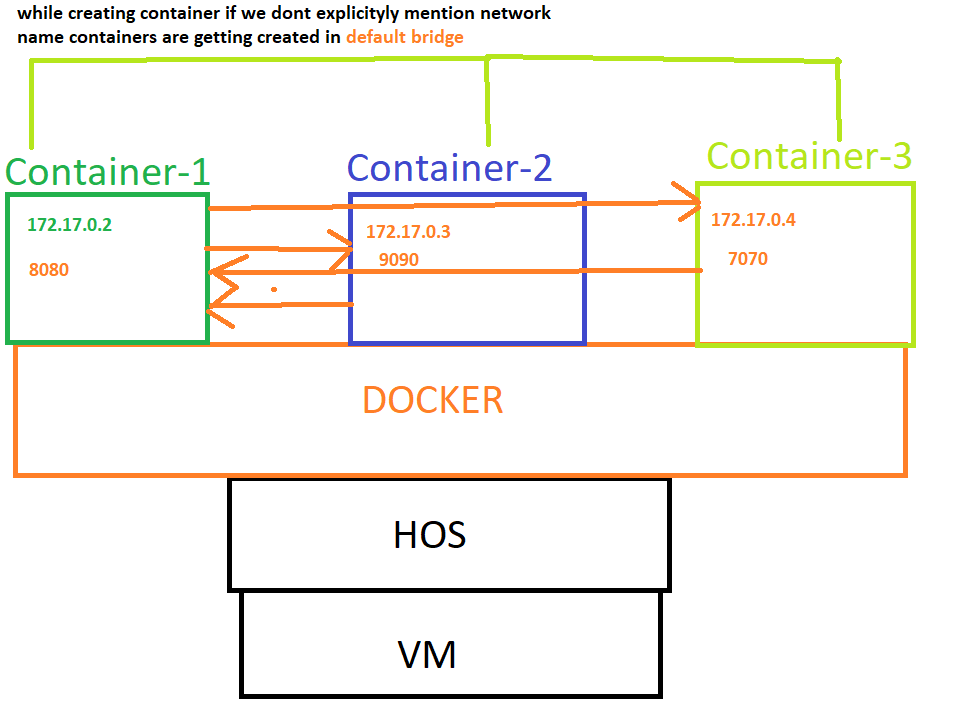 while creating container if we dont explicityly mention network
name containers are getting created in default bridge
Container-1
Container-2
Container-3
172.17.0.2
8080
172.17.0.3
9090
172.17.0.4
7070
DOCKER
HOS
VM